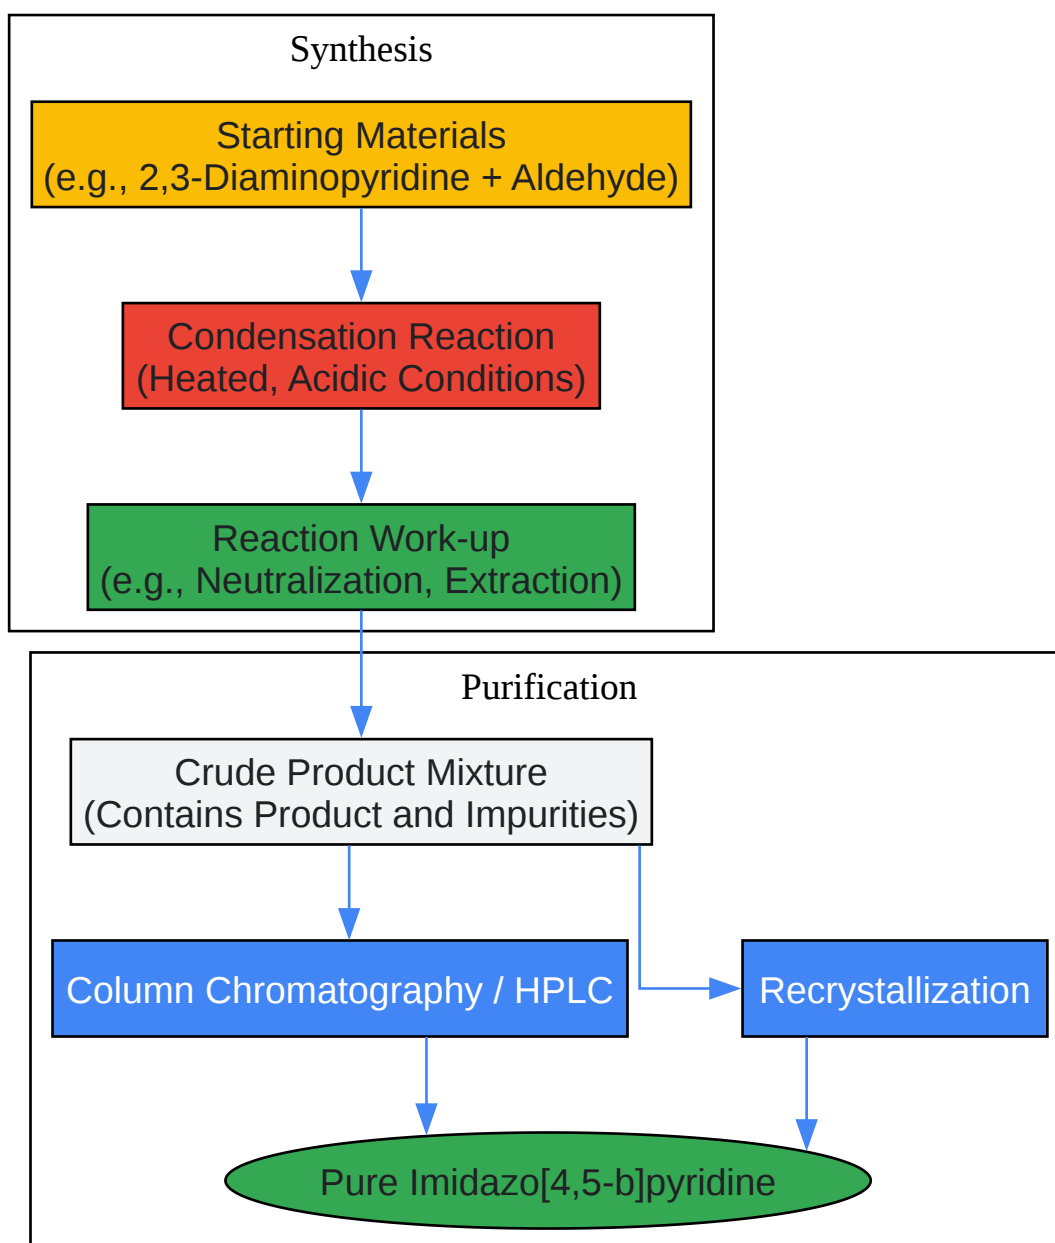 Synthesis
Starting Materials
(e.g., 2,3-Diaminopyridine + Aldehyde)
Condensation Reaction
(Heated, Acidic Conditions)
Reaction Work-up
(e.g., Neutralization, Extraction)
Purification
Crude Product Mixture
(Contains Product and Impurities)
Column Chromatography / HPLC
Recrystallization
Pure Imidazo[4,5-b]pyridine